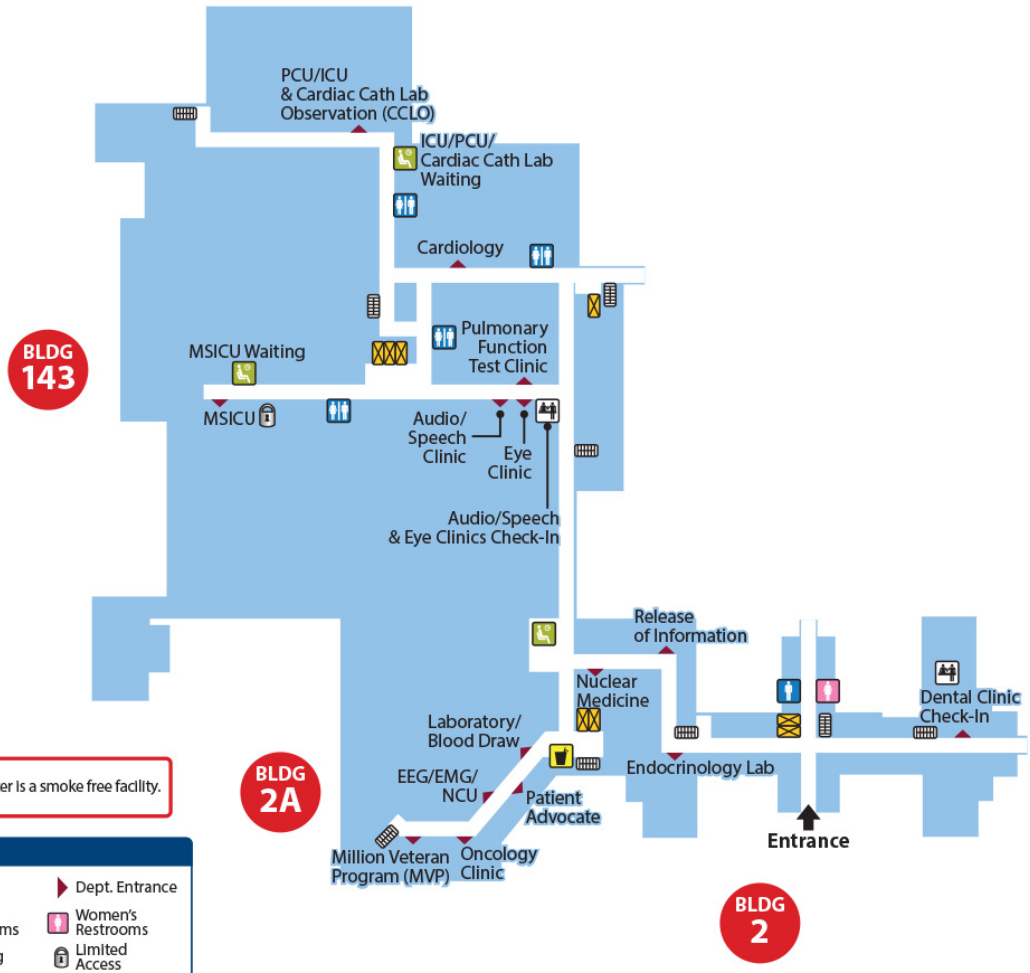 PCU/ICU
& Cardiac Cath Lab
Observation (CCLO)
ICU/PCU/
Cardiac Cath Lab
Waiting
Cardiology
BLDG
143
MSICU Waiting
Pulmonary
Function
Test Clinic
MSICU
Audio/
Speech
Clinic
Eye
Clinic
Audio/Speech
& Eye Clinics Check-In
Release
of Information
Nuclear
Medicine
Dental Clinic
Check-In
Laboratory/
Blood Draw
Endocrinology Lab
EEG/EMG/
NCU
Patient
Advocate
BLDG
2A
Million Veteran
Program (MVP)
Oncology
Clinic
Entrance
BLDG
2
is a smoke free facility.
Dept. Entrance
Women's
Restrooms
Limited
Access